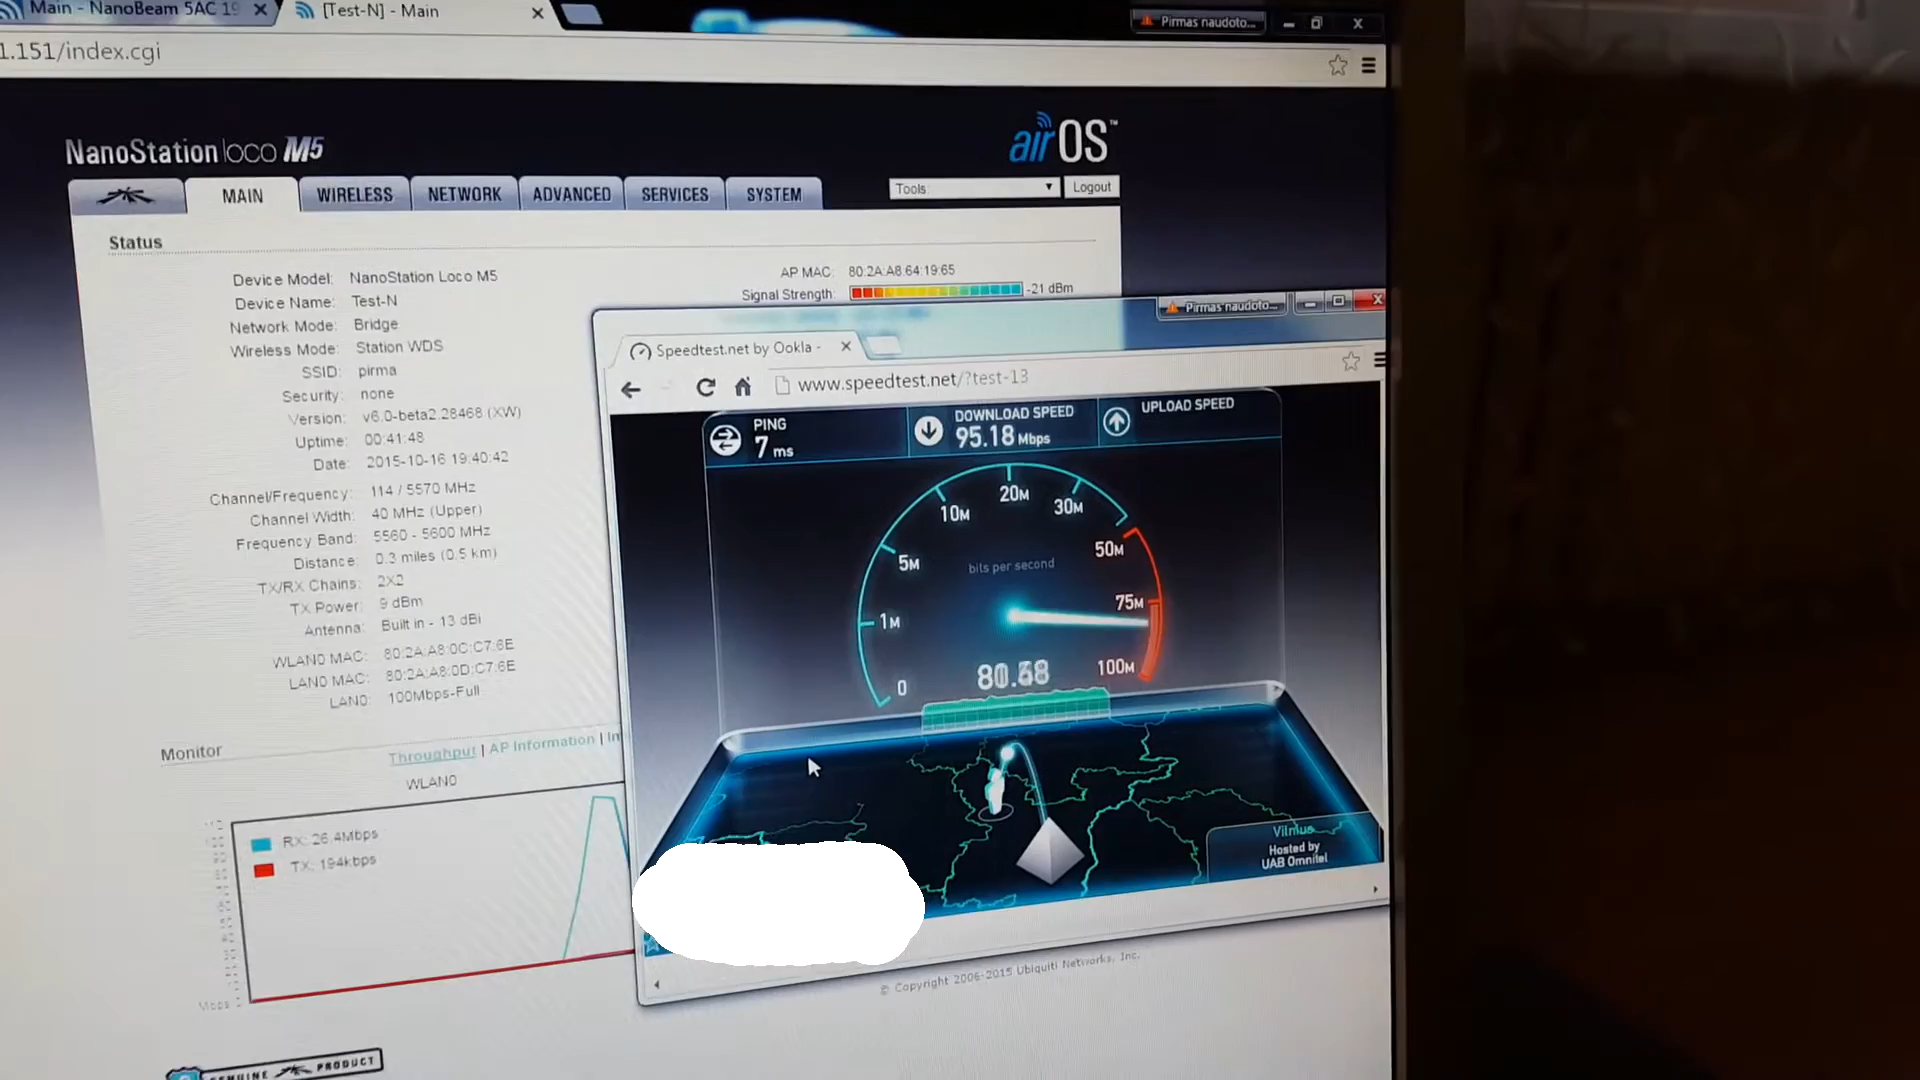 Main - NanoBeam 5AC 19
[Test-N] - Main
Pirmas naudoto...
1.151/index.cgi
NanoStation loco M5
airOS™
MAIN
WIRELESS
NETWORK
ADVANCED
SERVICES
SYSTEM
Tools:
Logout
Status
Device Model: NanoStation Loco M5
Device Name: Test-N
Network Mode: Bridge
Wireless Mode: Station WDS
SSID: pirma
Security: none
Version: v6.0-beta2.28468 (XW)
Uptime: 00:41:48
Date: 2015-10-16 19:40:42
Channel/Frequency: 114 / 5570 MHz
Channel Width: 40 MHz (Upper)
Frequency Band: 5560 - 5600 MHz
Distance: 0.3 miles (0.5 km)
TX/RX Chains: 2X2
TX Power: 9 dBm
Antenna: Built in - 13 dBi
WLAN0 MAC: 80:2A:A8:0C:C7:6E
LAN0 MAC: 80:2A:A8:0D:C7:6E
LAN0: 100Mbps-Full
AP MAC: 80:2A:A8:64:19:65
Signal Strength: -21 dBm
Monitor
Throughput | AP Information |
WLAN0
RX: 26.4Mbps
TX: 194kbps
Mbps
Pirmas naudoto...
Speedtest.net by Ookla -
www.speedtest.net/?test-13
PING
7 ms
DOWNLOAD SPEED
95.18 Mbps
UPLOAD SPEED
0
1M
5M
10M
20M
30M
50M
75M
100M
bits per second
Vilnius
Hosted by
UAB Omnitel
© Copyright 2006-2015 Ubiquiti Networks, Inc.
GENUINE PRODUCT